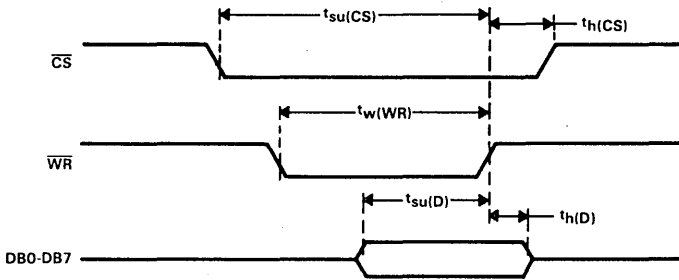 tsu(CS)
th(CS)
CS
tw(WR)
WR
tsu(D)
th(D)
DB0-DB7